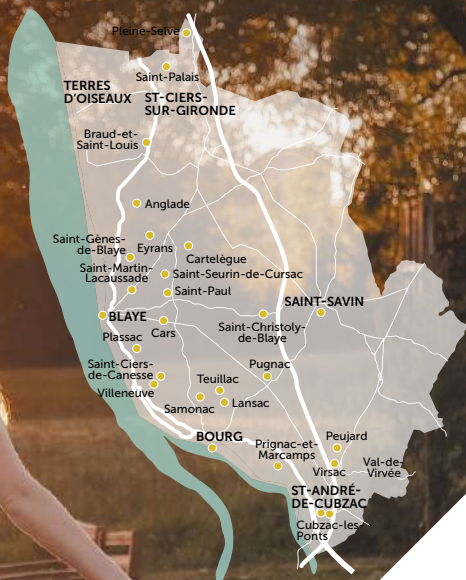 Pleine-Selve
Saint-Palais
TERRES
D'OISEAUX
ST-CIERS-
SUR-GIRONDE
Braud-et-
Saint-Louis
Anglade
Saint-Gènes-
de-Blaye
Eyrans
Cartelègue
Saint-Martin-
Lacaussade
Saint-Seurin-de-Cursac
Saint-Paul
SAINT-SAVIN
BLAYE
Cars
Saint-Christoly-
de-Blaye
Plassac
Saint-Ciers-
de-Canesse
Pugnac
Teuillac
Villeneuve
Samonac
Lansac
BOURG
Prignac-et-
Marcamps
Peujard
Virsac
Val-de-
Virvée
ST-ANDRÉ-
DE-CUBZAC
Cubzac-les-
Ponts